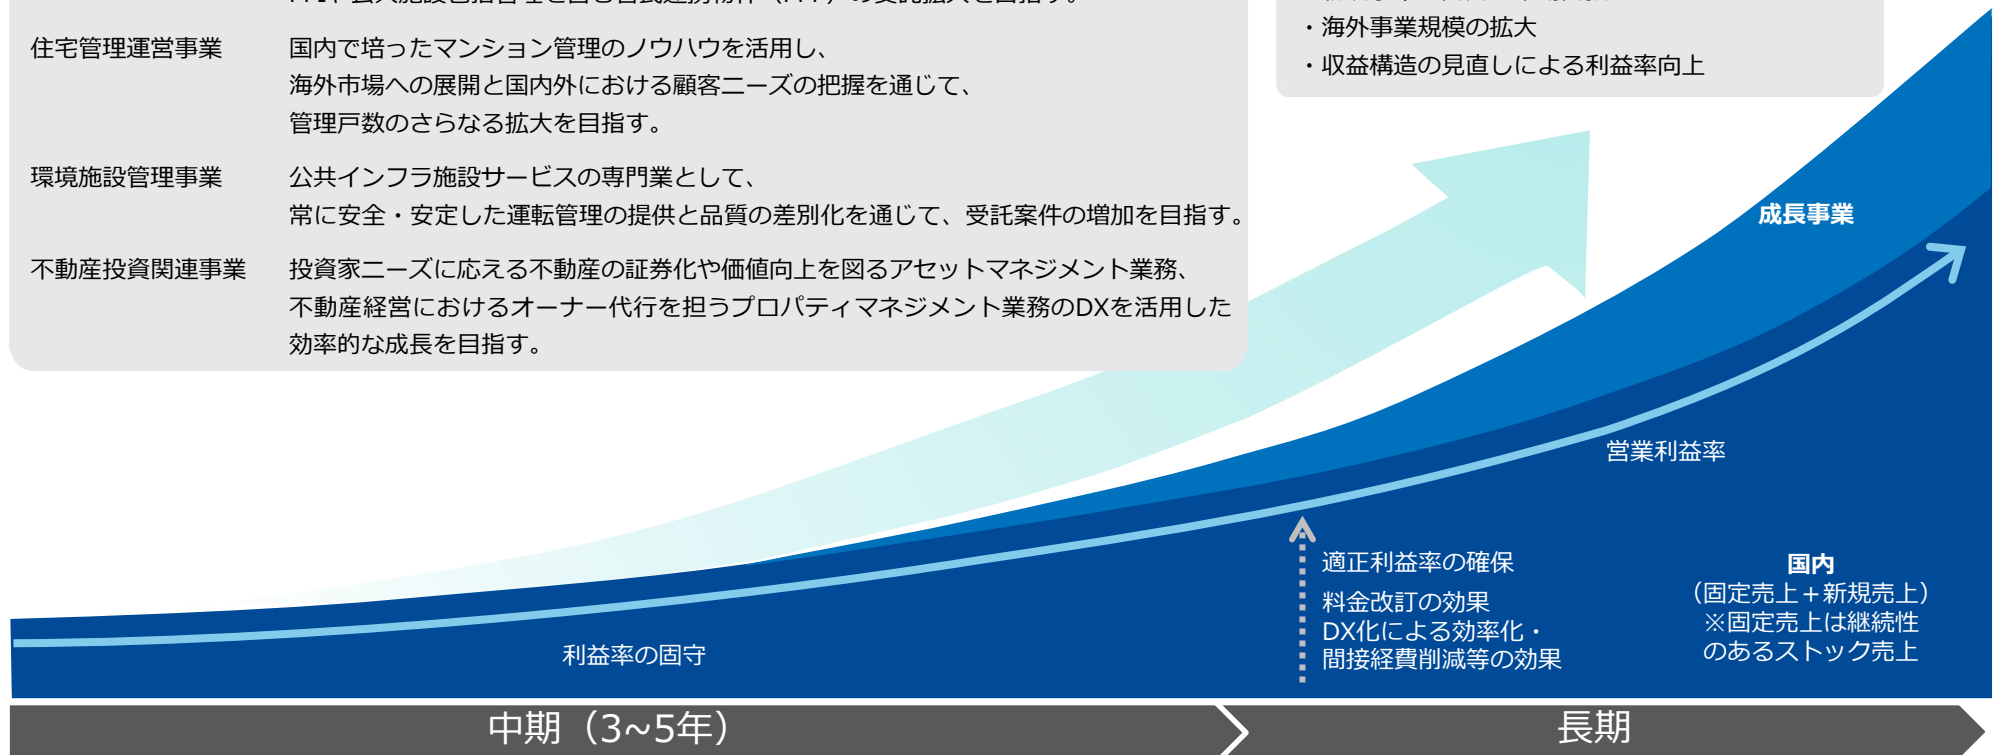 住宅管理運営事業
国内で培ったマンション管理のノウハウを活用し、
海外市場への展開と国内外における顧客ニーズの把握を通じて、
管理戸数のさらなる拡大を目指す。
環境施設管理事業
公共インフラ施設サービスの専門業として、
常に安全・安定した運転管理の提供と品質の差別化を通じて、受託案件の増加を目指す。
不動産投資関連事業
投資家ニーズに応える不動産の証券化や価値向上を図るアセットマネジメント業務、
不動産経営におけるオーナー代行を担うプロパティマネジメント業務のDXを活用した
効率的な成長を目指す。
・海外事業規模の拡大
・収益構造の見直しによる利益率向上
成長事業
営業利益率
適正利益率の確保
料金改訂の効果
DX化による効率化・
間接経費削減等の効果
国内
（固定売上＋新規売上）
※固定売上は継続性
のあるストック売上
利益率の固守
中期（3~5年）
長期